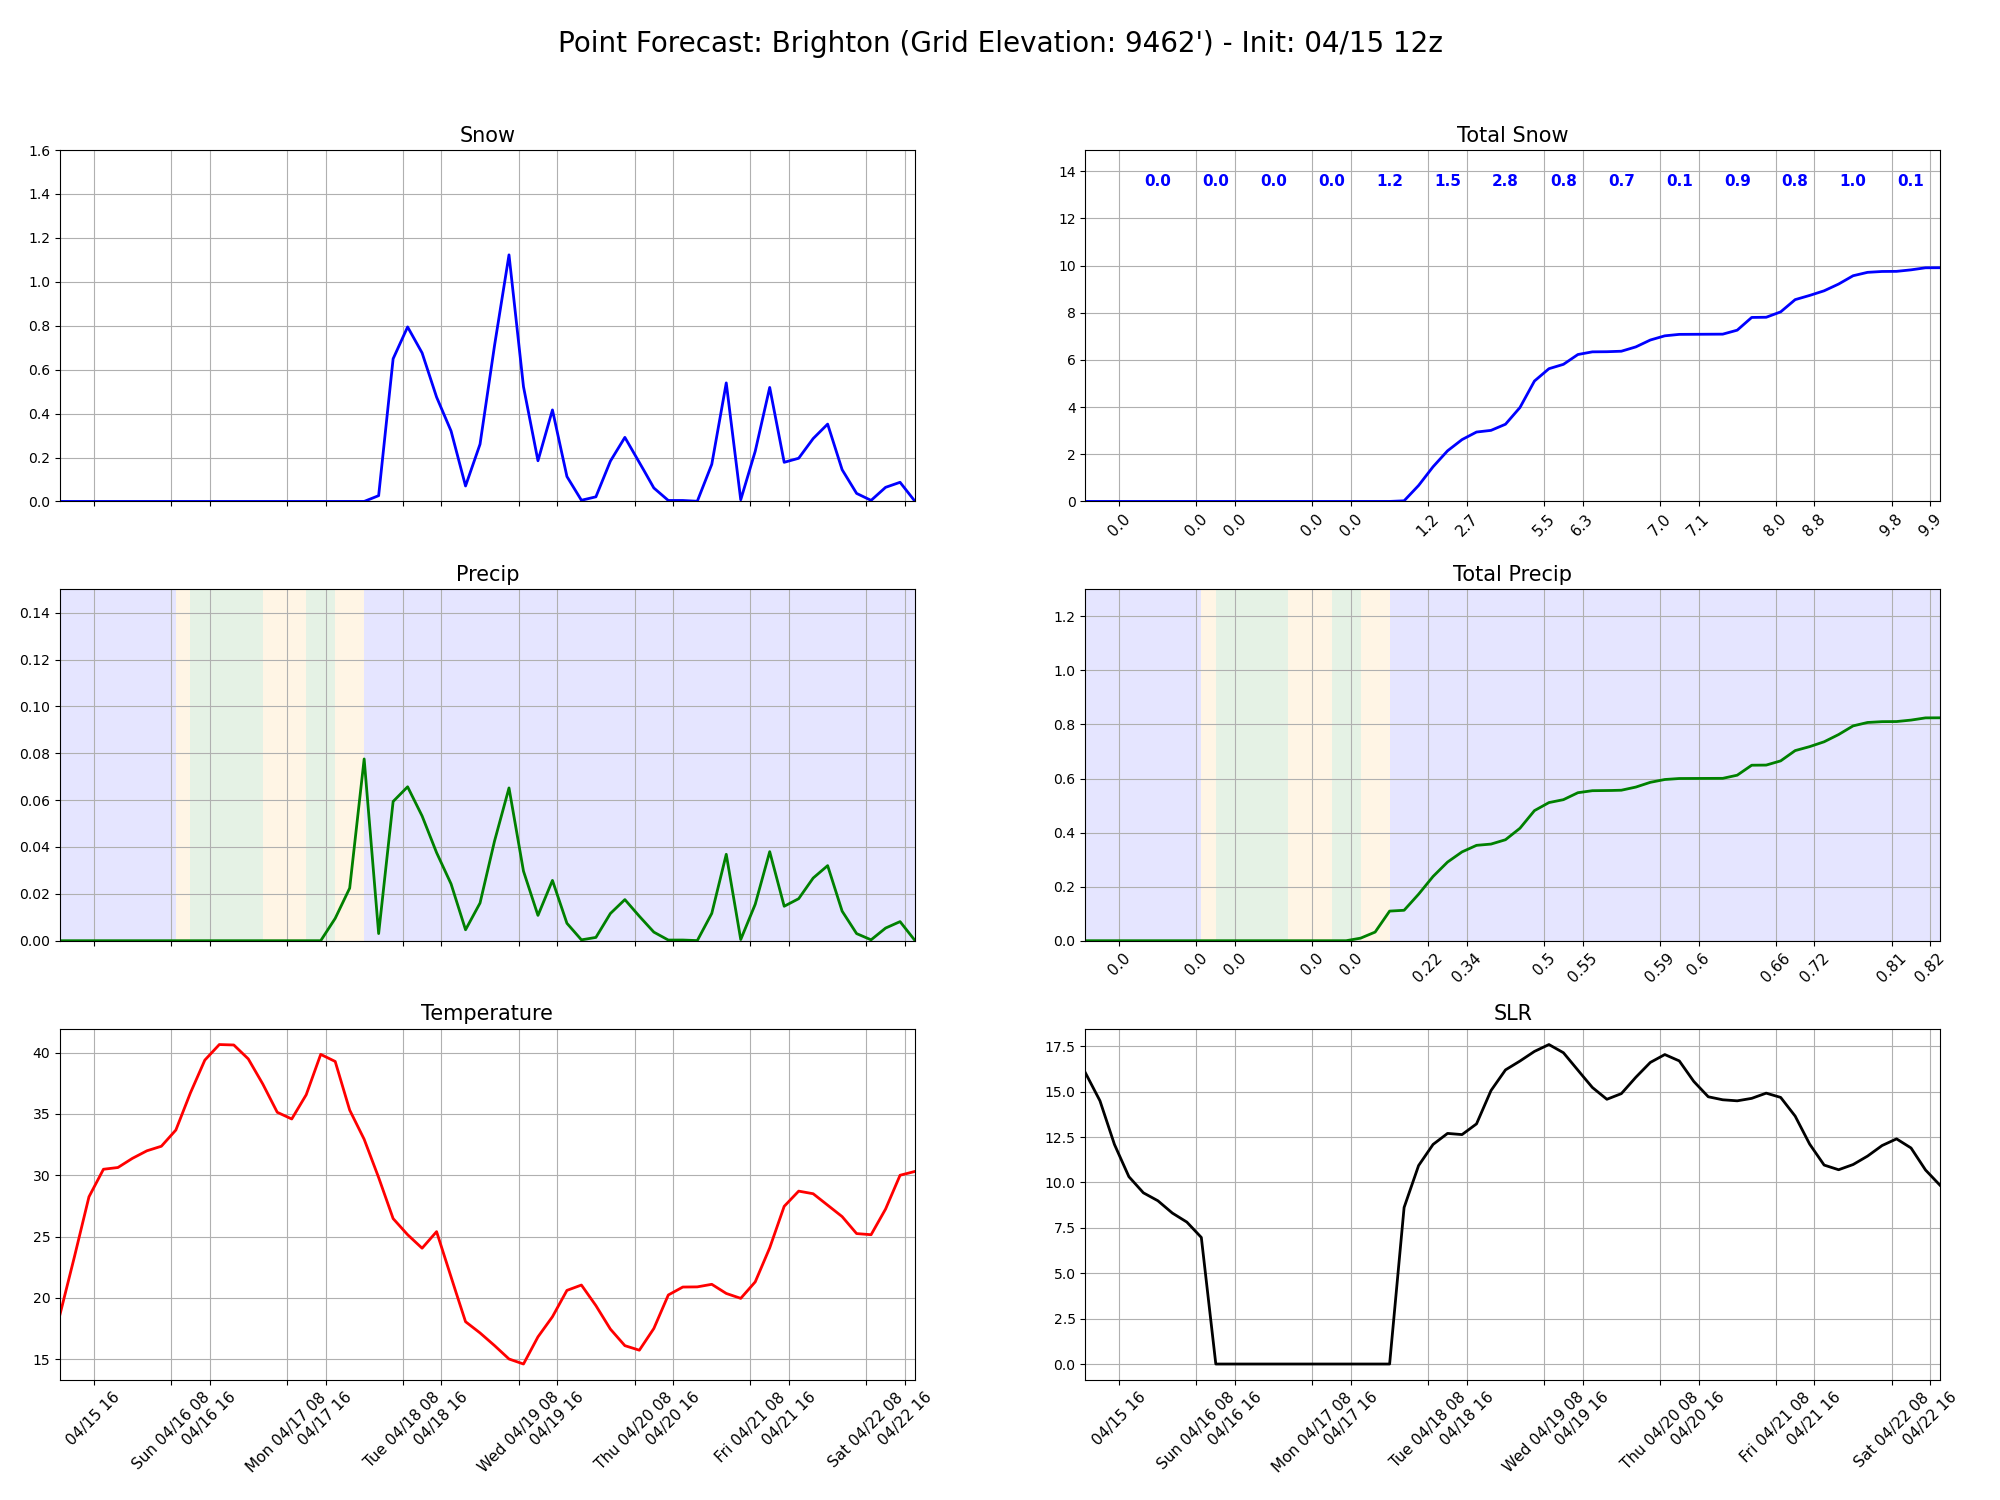 Point Forecast: Brighton (Grid Elevation: 9462') - Init: 04/15 12z
Snow
1.6
1.4
1.2
1.0
0.8
0.6
0.4
0.2
0.0
Total Snow
14
12
10
8
6
4
2
0
0.0 0.0 0.0 0.0 1.2 1.5 2.8 0.8 0.7 0.1 0.9 0.8 1.0 0.1
0.0 0.0 0.0 0.0 0.0 1.2 2.7 5.5 6.3 7.0 7.1 8.0 8.8 9.8 9.9
Precip
0.14
0.12
0.10
0.08
0.06
0.04
0.02
0.00
Total Precip
1.2
1.0
0.8
0.6
0.4
0.2
0.0
0.0 0.0 0.0 0.0 0.0 0.22 0.34 0.5 0.55 0.59 0.6 0.66 0.72 0.81 0.82
Temperature
40
35
30
25
20
15
04/15 16
Sun 04/16 08
04/16 16
Mon 04/17 08
04/17 16
Tue 04/18 08
04/18 16
Wed 04/19 08
04/19 16
Thu 04/20 08
04/20 16
Fri 04/21 08
04/21 16
Sat 04/22 08
04/22 16
SLR
17.5
15.0
12.5
10.0
7.5
5.0
2.5
0.0
04/15 16
Sun 04/16 08
04/16 16
Mon 04/17 08
04/17 16
Tue 04/18 08
04/18 16
Wed 04/19 08
04/19 16
Thu 04/20 08
04/20 16
Fri 04/21 08
04/21 16
Sat 04/22 08
04/22 16